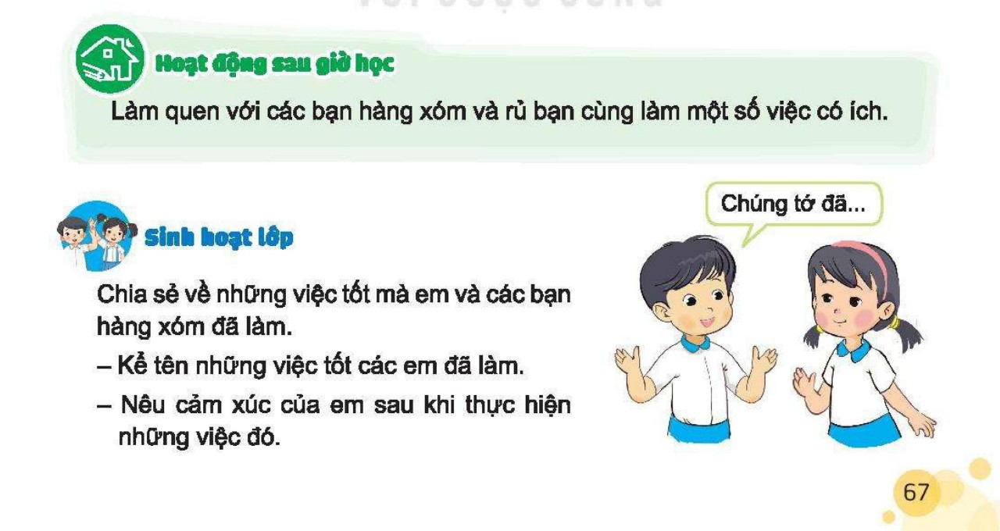 Hoạt động sau giờ học
Làm quen với các bạn hàng xóm và rủ bạn cùng làm một số việc có ích.
Chúng tớ đã...
Sinh hoạt lớp
Chia sẻ về những việc tốt mà em và các bạn
hàng xóm đã làm.
– Kể tên những việc tốt các em đã làm.
– Nêu cảm xúc của em sau khi thực hiện
những việc đó.
67